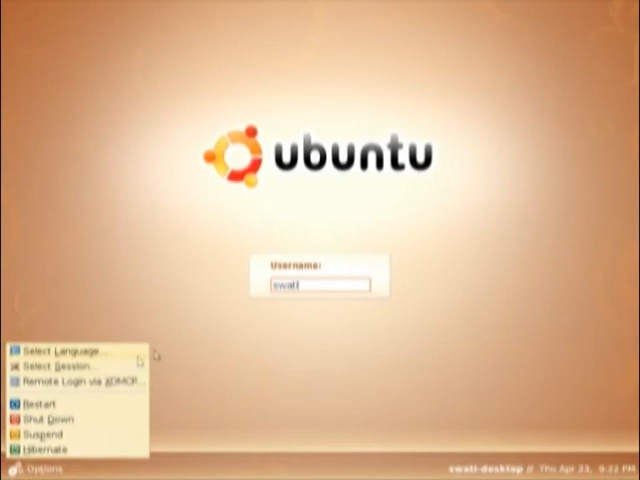 ubuntu
Username:
swati
Select Language...
Select Session...
Remote Login via XDMCP...
Restart
Shut Down
Suspend
Hibernate
Options
swati-desktop // Thu Apr 23, 9:22 PM